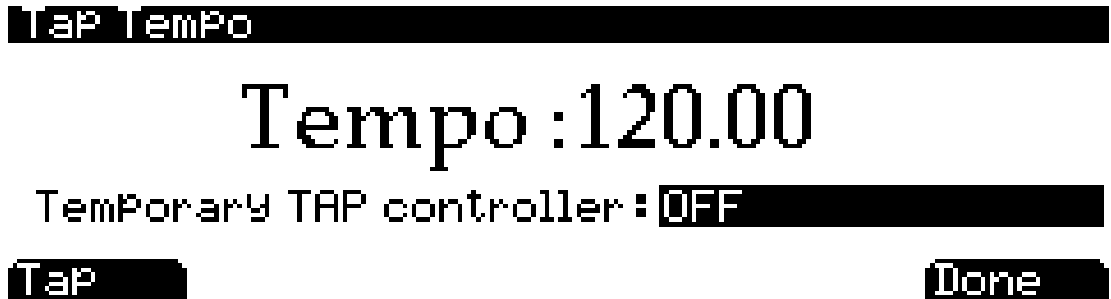 Tap Tempo
Tempo :120.00
Temporary TAP controller:OFF
Tap Done